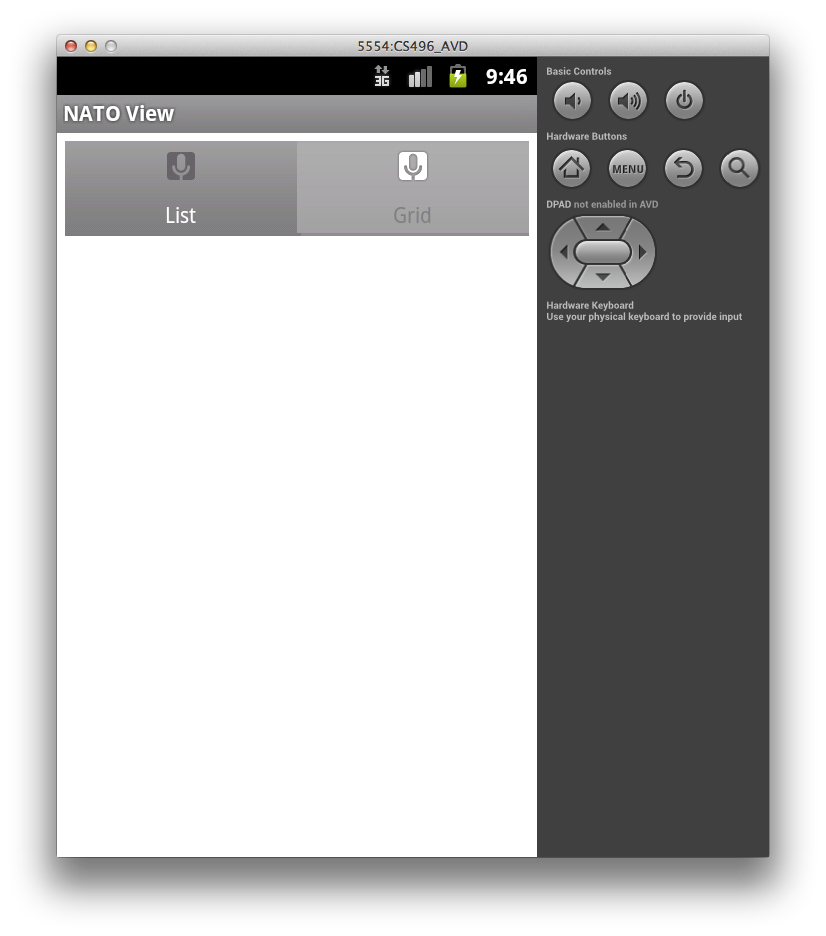 5554:CS496_AVD
3G 9:46
NATO View
List Grid
Basic Controls
Hardware Buttons
MENU
DPAD not enabled in AVD
Hardware Keyboard
Use your physical keyboard to provide input